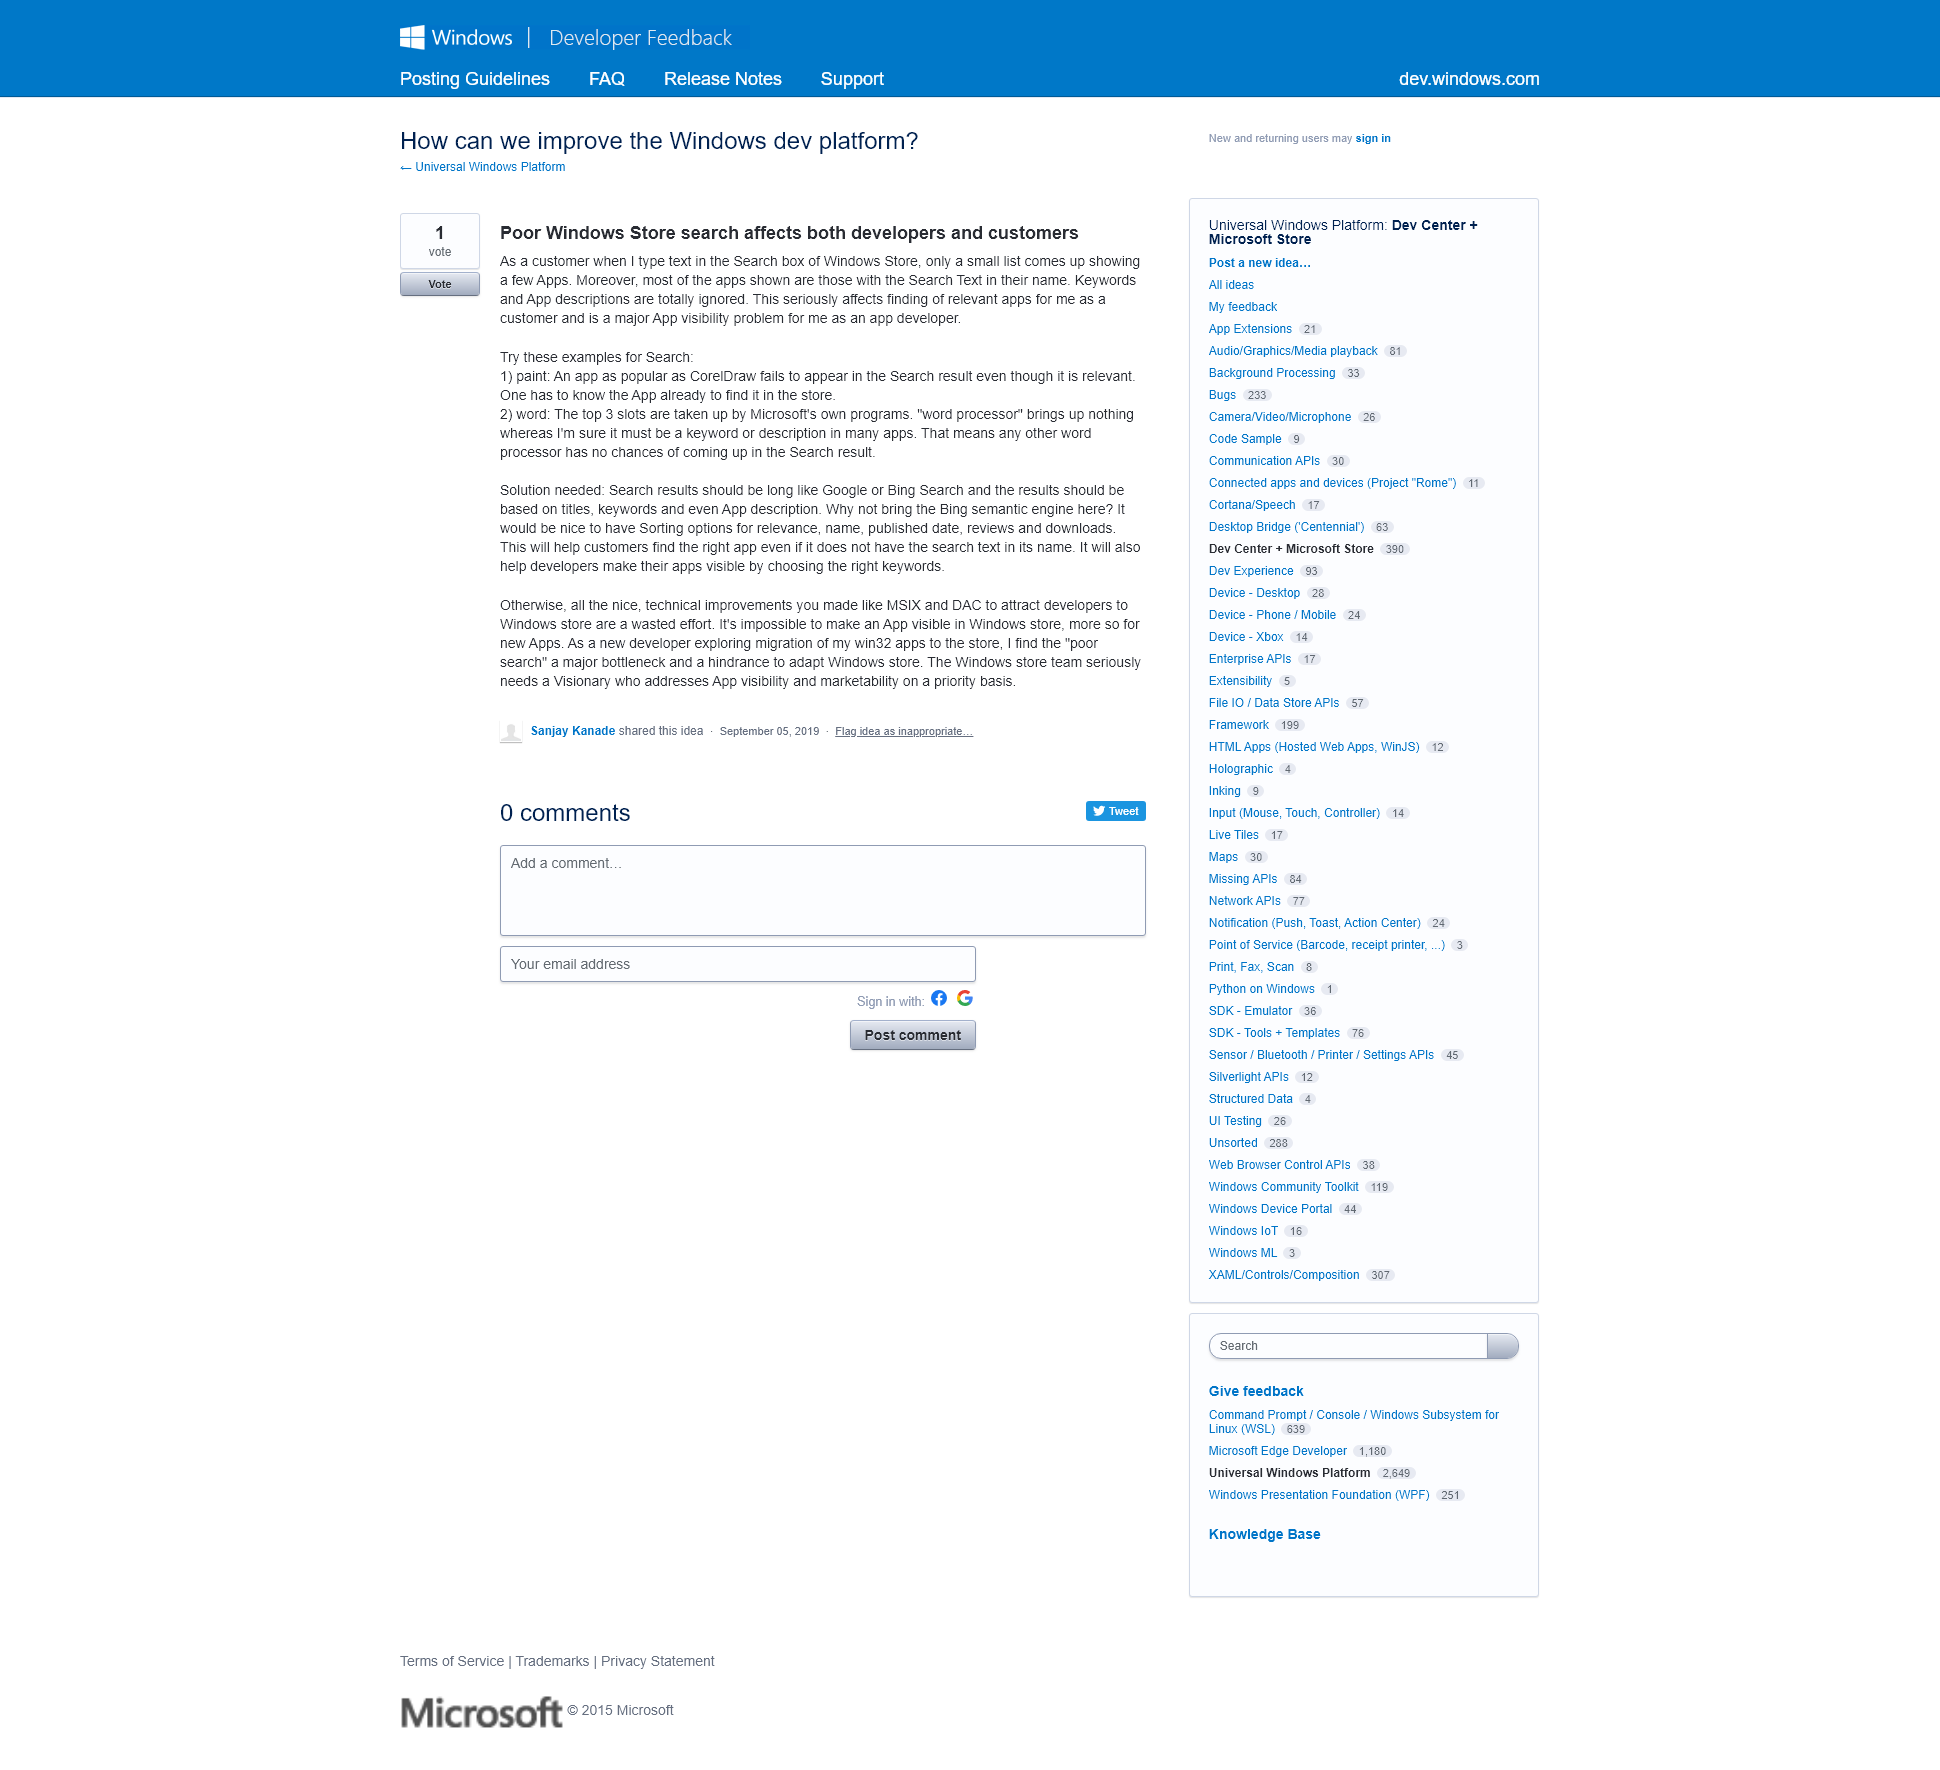 Windows | Developer Feedback
Posting Guidelines FAQ Release Notes Support dev.windows.com
How can we improve the Windows dev platform?
← Universal Windows Platform
New and returning users may sign in
1
vote
Vote
Poor Windows Store search affects both developers and customers
As a customer when I type text in the Search box of Windows Store, only a small list comes up showing
a few Apps. Moreover, most of the apps shown are those with the Search Text in their name. Keywords
and App descriptions are totally ignored. This seriously affects finding of relevant apps for me as a
customer and is a major App visibility problem for me as an app developer.
Try these examples for Search:
1) paint: An app as popular as CorelDraw fails to appear in the Search result even though it is relevant.
One has to know the App already to find it in the store.
2) word: The top 3 slots are taken up by Microsoft's own programs. "word processor" brings up nothing
whereas I'm sure it must be a keyword or description in many apps. That means any other word
processor has no chances of coming up in the Search result.
Solution needed: Search results should be long like Google or Bing Search and the results should be
based on titles, keywords and even App description. Why not bring the Bing semantic engine here? It
would be nice to have Sorting options for relevance, name, published date, reviews and downloads.
This will help customers find the right app even if it does not have the search text in its name. It will also
help developers make their apps visible by choosing the right keywords.
Otherwise, all the nice, technical improvements you made like MSIX and DAC to attract developers to
Windows store are a wasted effort. It's impossible to make an App visible in Windows store, more so for
new Apps. As a new developer exploring migration of my win32 apps to the store, I find the "poor
search" a major bottleneck and a hindrance to adapt Windows store. The Windows store team seriously
needs a Visionary who addresses App visibility and marketability on a priority basis.
Sanjay Kanade shared this idea · September 05, 2019 · Flag idea as inappropriate…
0 comments
Tweet
Add a comment…
Your email address
Sign in with:
Post comment
Universal Windows Platform: Dev Center +
Microsoft Store
Post a new idea…
All ideas
My feedback
App Extensions 21
Audio/Graphics/Media playback 81
Background Processing 33
Bugs 233
Camera/Video/Microphone 26
Code Sample 9
Communication APIs 30
Connected apps and devices (Project "Rome") 11
Cortana/Speech 17
Desktop Bridge ('Centennial') 63
Dev Center + Microsoft Store 390
Dev Experience 93
Device - Desktop 28
Device - Phone / Mobile 24
Device - Xbox 14
Enterprise APIs 17
Extensibility 5
File IO / Data Store APIs 57
Framework 199
HTML Apps (Hosted Web Apps, WinJS) 12
Holographic 4
Inking 9
Input (Mouse, Touch, Controller) 14
Live Tiles 17
Maps 30
Missing APIs 84
Network APIs 77
Notification (Push, Toast, Action Center) 24
Point of Service (Barcode, receipt printer, ...) 3
Print, Fax, Scan 8
Python on Windows 1
SDK - Emulator 36
SDK - Tools + Templates 76
Sensor / Bluetooth / Printer / Settings APIs 45
Silverlight APIs 12
Structured Data 4
UI Testing 26
Unsorted 288
Web Browser Control APIs 38
Windows Community Toolkit 119
Windows Device Portal 44
Windows IoT 16
Windows ML 3
XAML/Controls/Composition 307
Search
Give feedback
Command Prompt / Console / Windows Subsystem for
Linux (WSL) 639
Microsoft Edge Developer 1,180
Universal Windows Platform 2,649
Windows Presentation Foundation (WPF) 251
Knowledge Base
Terms of Service | Trademarks | Privacy Statement
Microsoft © 2015 Microsoft